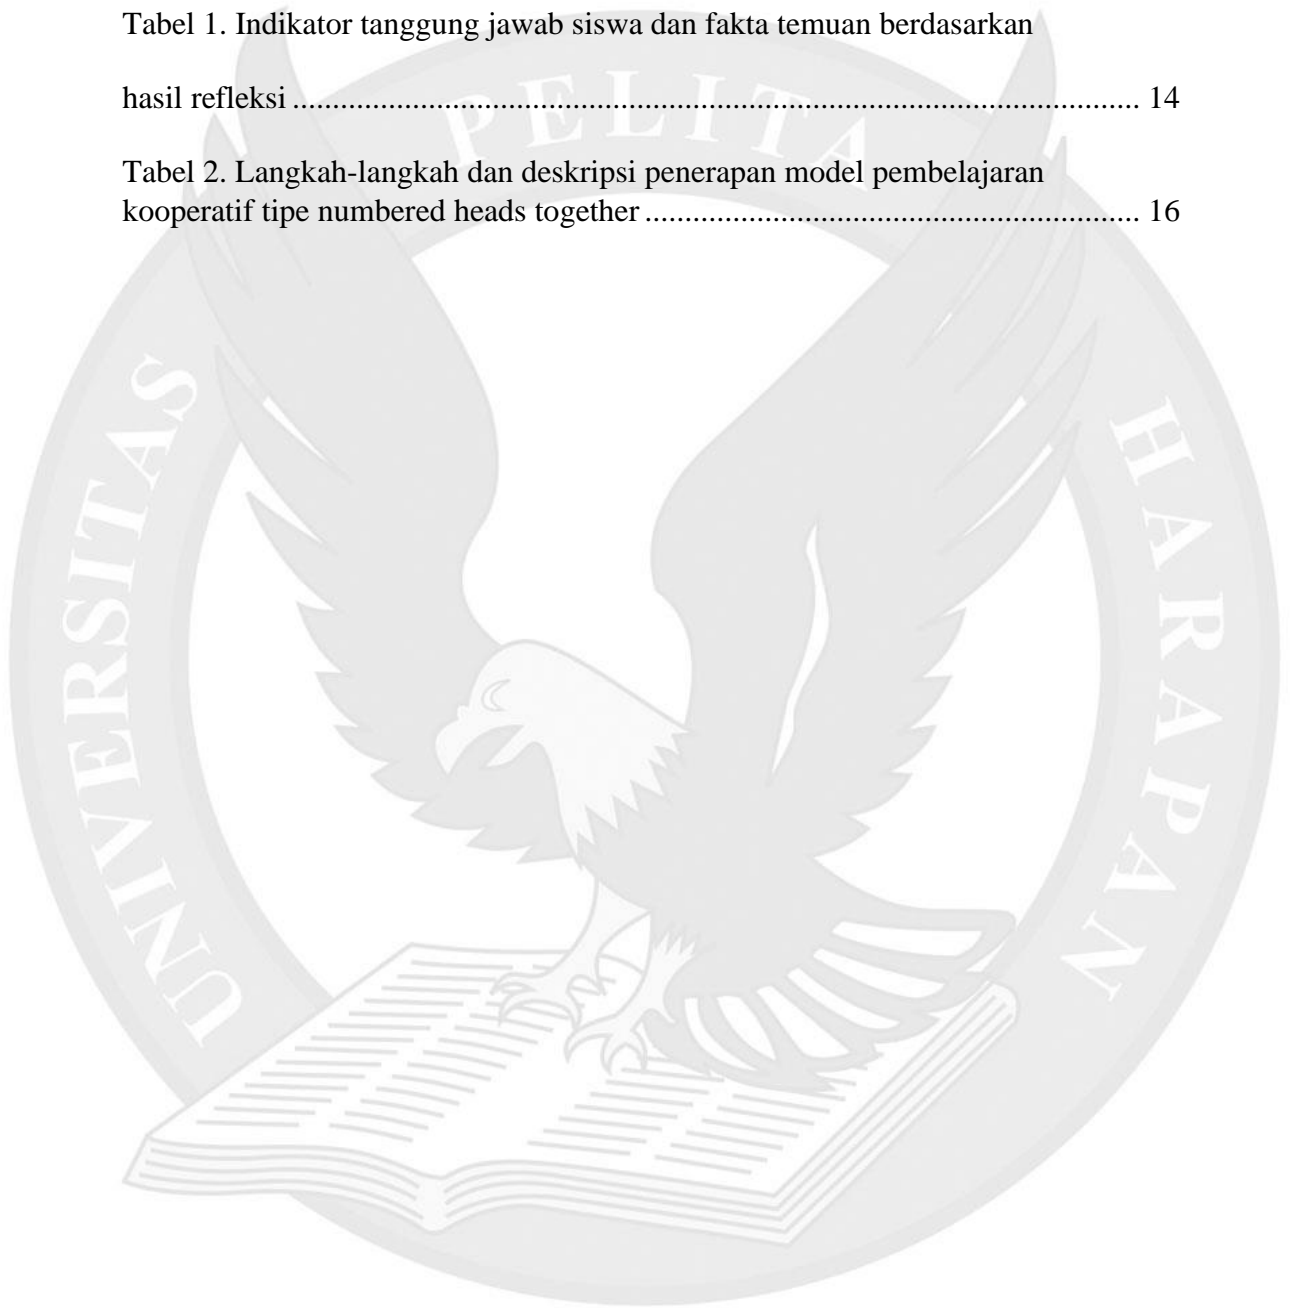 Tabel 1. Indikator tanggung jawab siswa dan fakta temuan berdasarkan
hasil refleksi ........................................................................................................... 14
Tabel 2. Langkah-langkah dan deskripsi penerapan model pembelajaran
kooperatif tipe numbered heads together .............................................................. 16
UNIVERSITAS PELITA HARAPAN